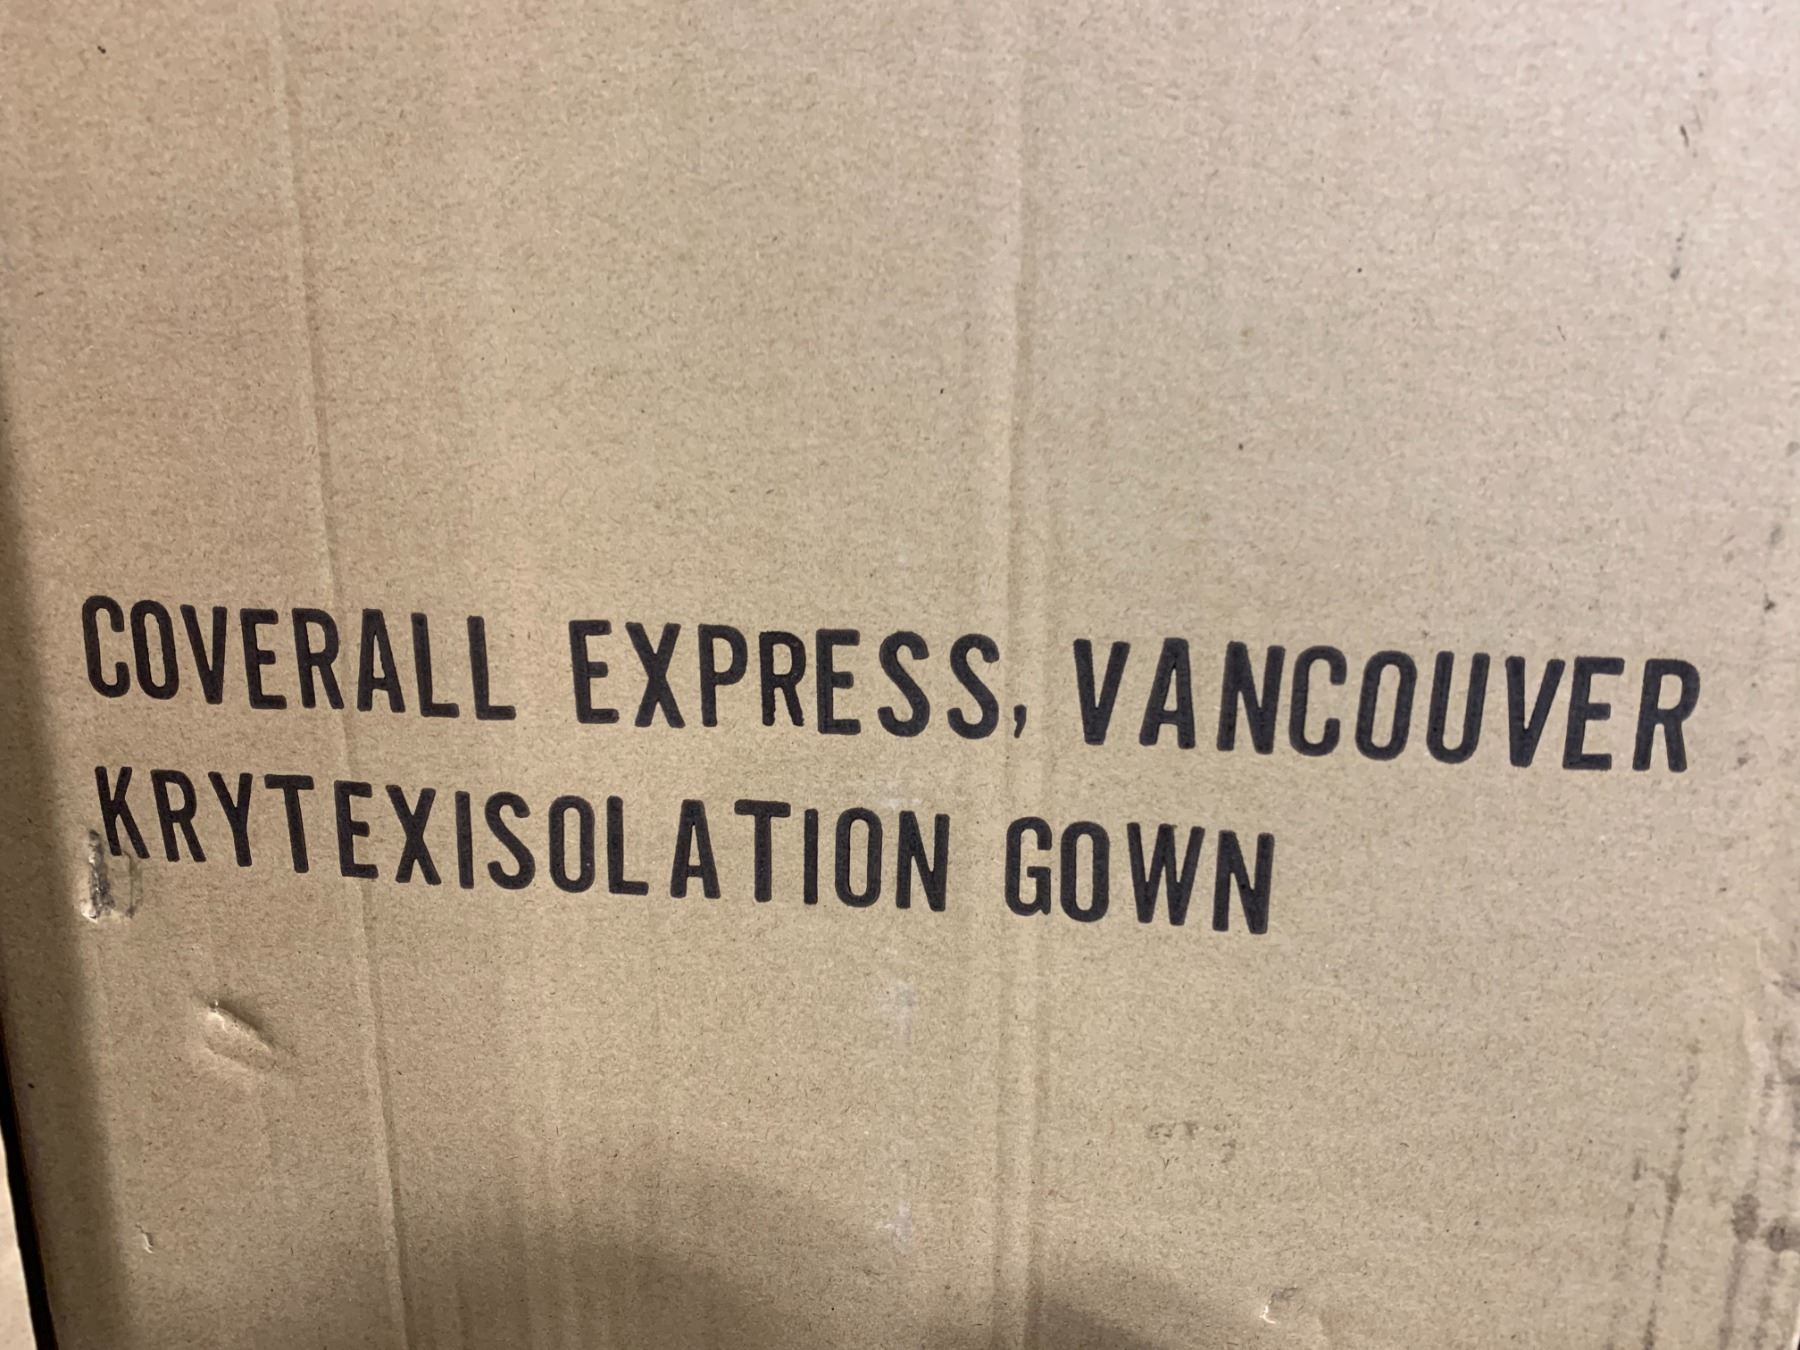 COVERALL EXPRESS, VANCOUVER
KRYTEXISOLATION GOWN